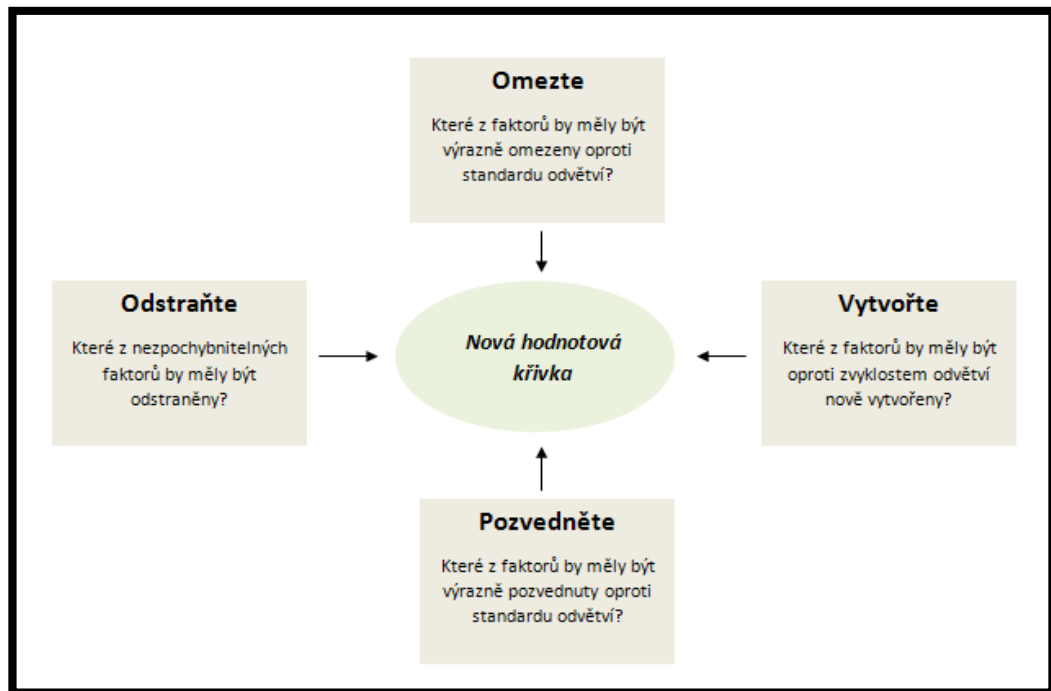 Omezte
Které z faktorů by měly být
výrazně omezeny oproti
standardu odvětví?
Odstraňte
Které z nezpochybnitelných
faktorů by měly být
odstraněny?
Nová hodnotová
křivka
Vytvořte
Které z faktorů by měly být
oproti zvyklostem odvětví
nově vytvořeny?
Pozvedněte
Které z faktorů by měly být
výrazně pozvednuty oproti
standardu odvětví?